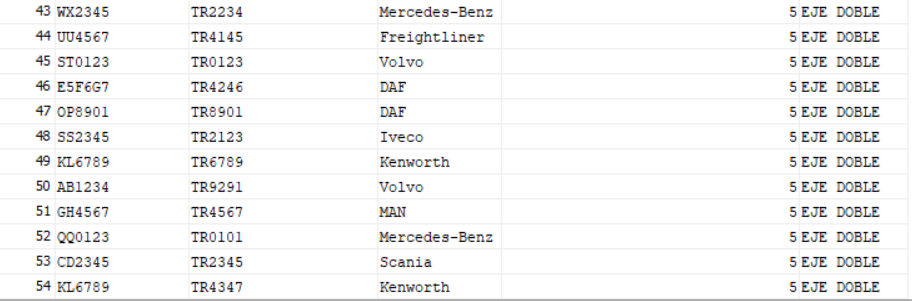 43 WX2345 TR2234 Mercedes-Benz 5 EJE DOBLE
44 UU4567 TR4145 Freightliner 5 EJE DOBLE
45 ST0123 TR0123 Volvo 5 EJE DOBLE
46 E5F6G7 TR4246 DAF 5 EJE DOBLE
47 OP8901 TR8901 DAF 5 EJE DOBLE
48 SS2345 TR2123 Iveco 5 EJE DOBLE
49 KL6789 TR6789 Kenworth 5 EJE DOBLE
50 AB1234 TR9291 Volvo 5 EJE DOBLE
51 GH4567 TR4567 MAN 5 EJE DOBLE
52 QQ0123 TR0101 Mercedes-Benz 5 EJE DOBLE
53 CD2345 TR2345 Scania 5 EJE DOBLE
54 KL6789 TR4347 Kenworth 5 EJE DOBLE